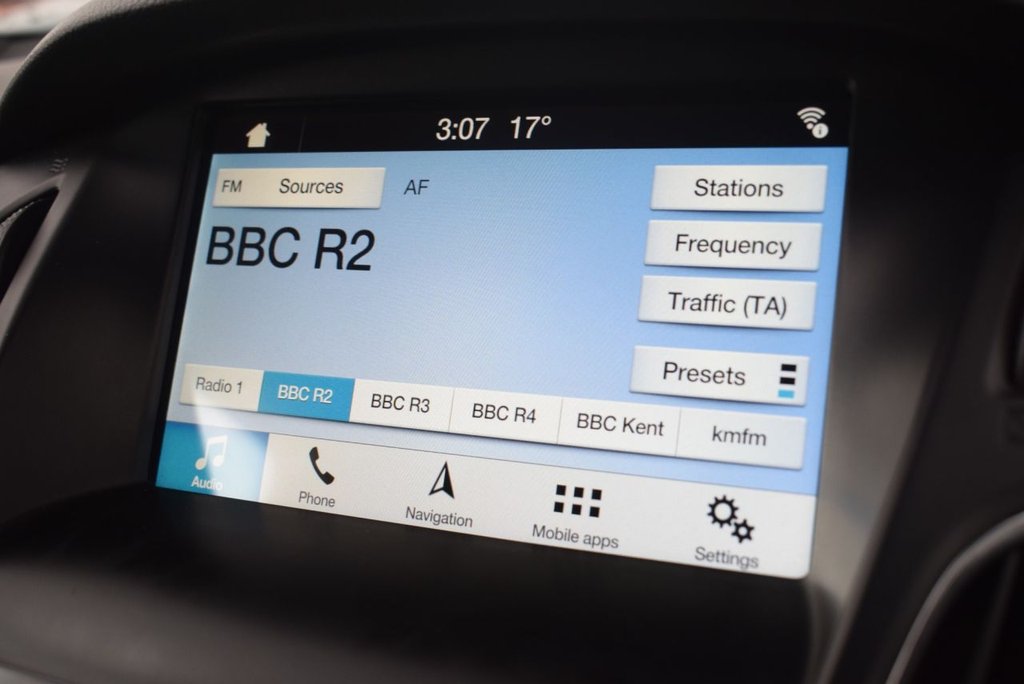 3:07 17°
FM Sources AF
BBC R2
Stations
Frequency
Traffic (TA)
Presets
Radio 1 BBC R2 BBC R3 BBC R4 BBC Kent kmfm
Audio Phone Navigation Mobile apps Settings